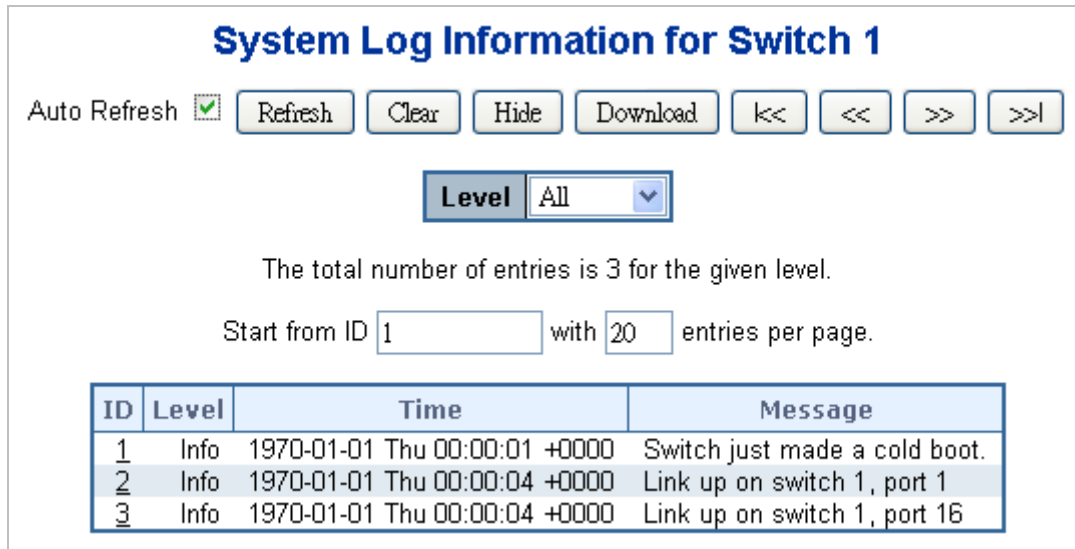 System Log Information for Switch 1
Auto Refresh Refresh Clear Hide Download |<< << >> >>|
Level All
The total number of entries is 3 for the given level.
Start from ID 1 with 20 entries per page.
ID Level Time Message
1 Info 1970-01-01 Thu 00:00:01 +0000 Switch just made a cold boot.
2 Info 1970-01-01 Thu 00:00:04 +0000 Link up on switch 1, port 1
3 Info 1970-01-01 Thu 00:00:04 +0000 Link up on switch 1, port 16